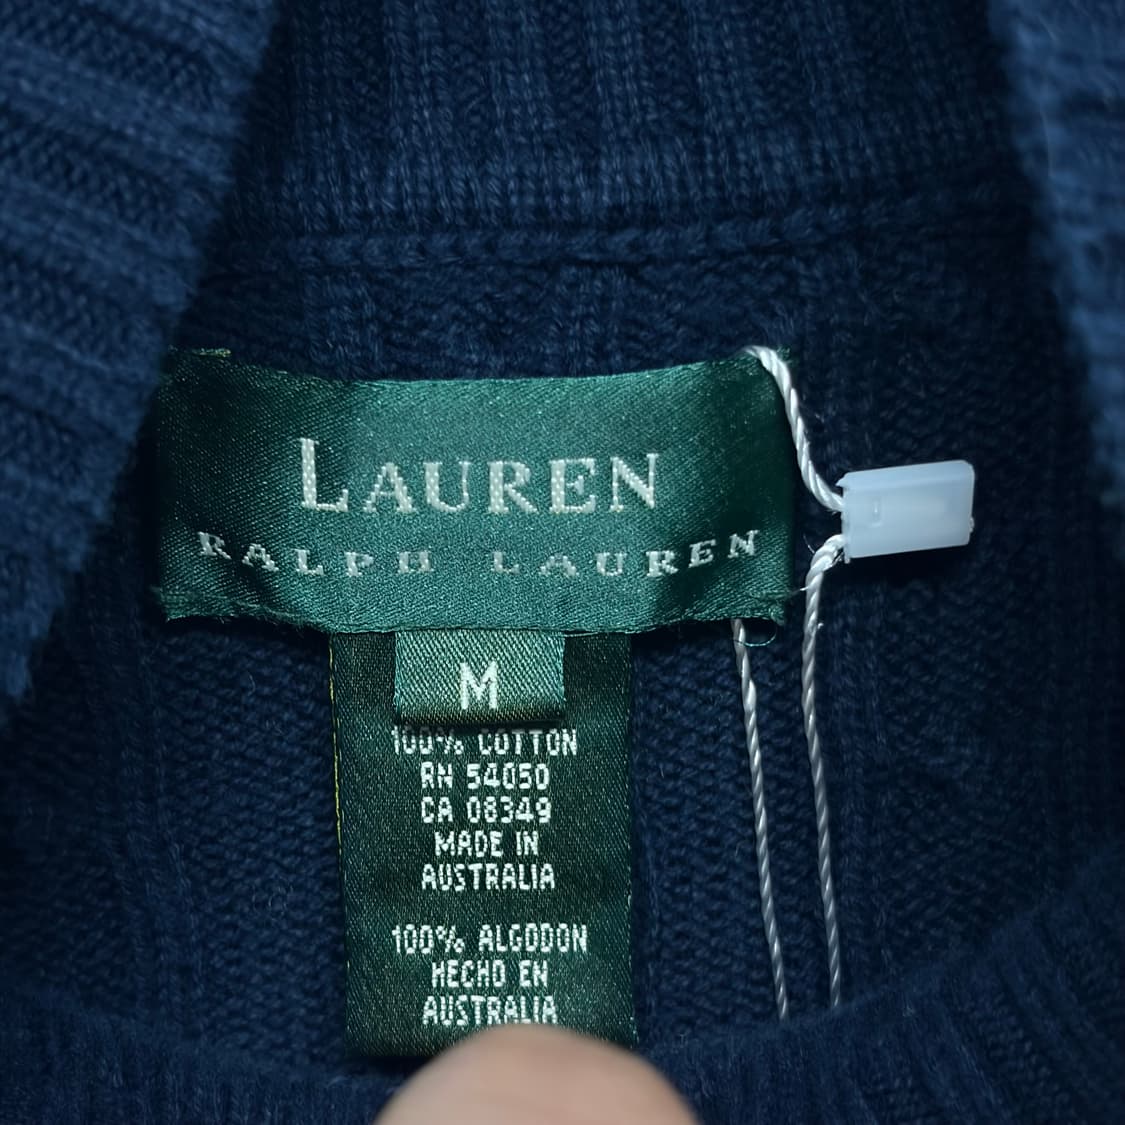 LAUREN
RALPH LAUREN
M
100% COTTON
RN 54050
CA 08349
MADE IN
AUSTRALIA
100% ALGODON
HECHO EN
AUSTRALIA